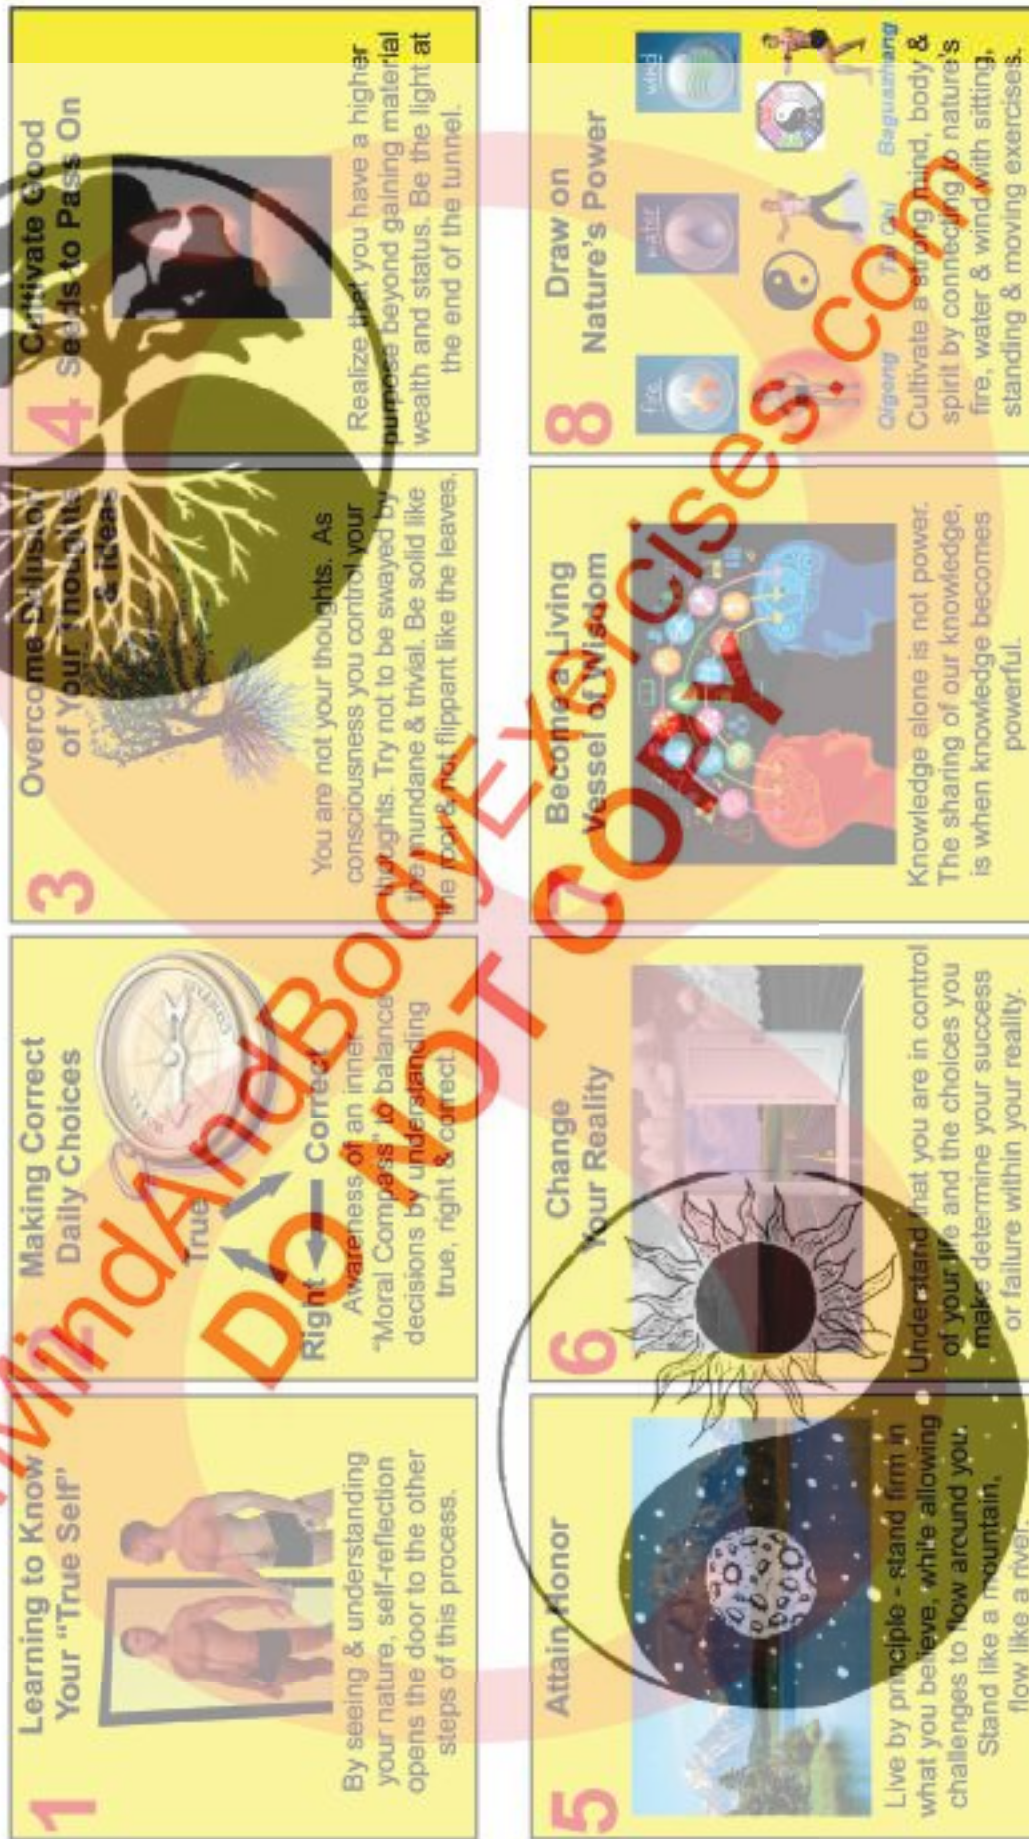 1
Learning to Know
Your "True Self"
By seeing & understanding
your nature, self-reflection
opens the door to the other
steps of this process.
2
Making Correct
Daily Choices
True
Right
Correct
Awareness of an inner
"Moral Compass" to balance
decisions by understanding
true, right & correct.
3
Overcome Delusion
of Your Thoughts
& ideas
You are not your thoughts. As
consciousness you control your
thoughts. Try not to be swayed by
the mundane & trivial. Be solid like
the root & not flippant like the leaves.
4
Cultivate Good
Seeds to Pass On
Realize that you have a higher
purpose beyond gaining material
wealth and status. Be the light at
the end of the tunnel.
5
Attain Honor
Live by principle - stand firm in
what you believe, while allowing
challenges to flow around you.
Stand like a mountain,
flow like a river.
6
Change
Your Reality
Understand that you are in control
of your life and the choices you
make determine your success
or failure within your reality.
7
Become a Living
Vessel of Wisdom
Knowledge alone is not power.
The sharing of our knowledge,
is when knowledge becomes
powerful.
8
Draw on
Nature's Power
fire water wind
Qigong Tai Chi Baguazhang
Cultivate a strong mind, body &
spirit by connecting to nature's
fire, water & wind with sitting,
standing & moving exercises.
MindAndBodyExercises.com
DO NOT COPY